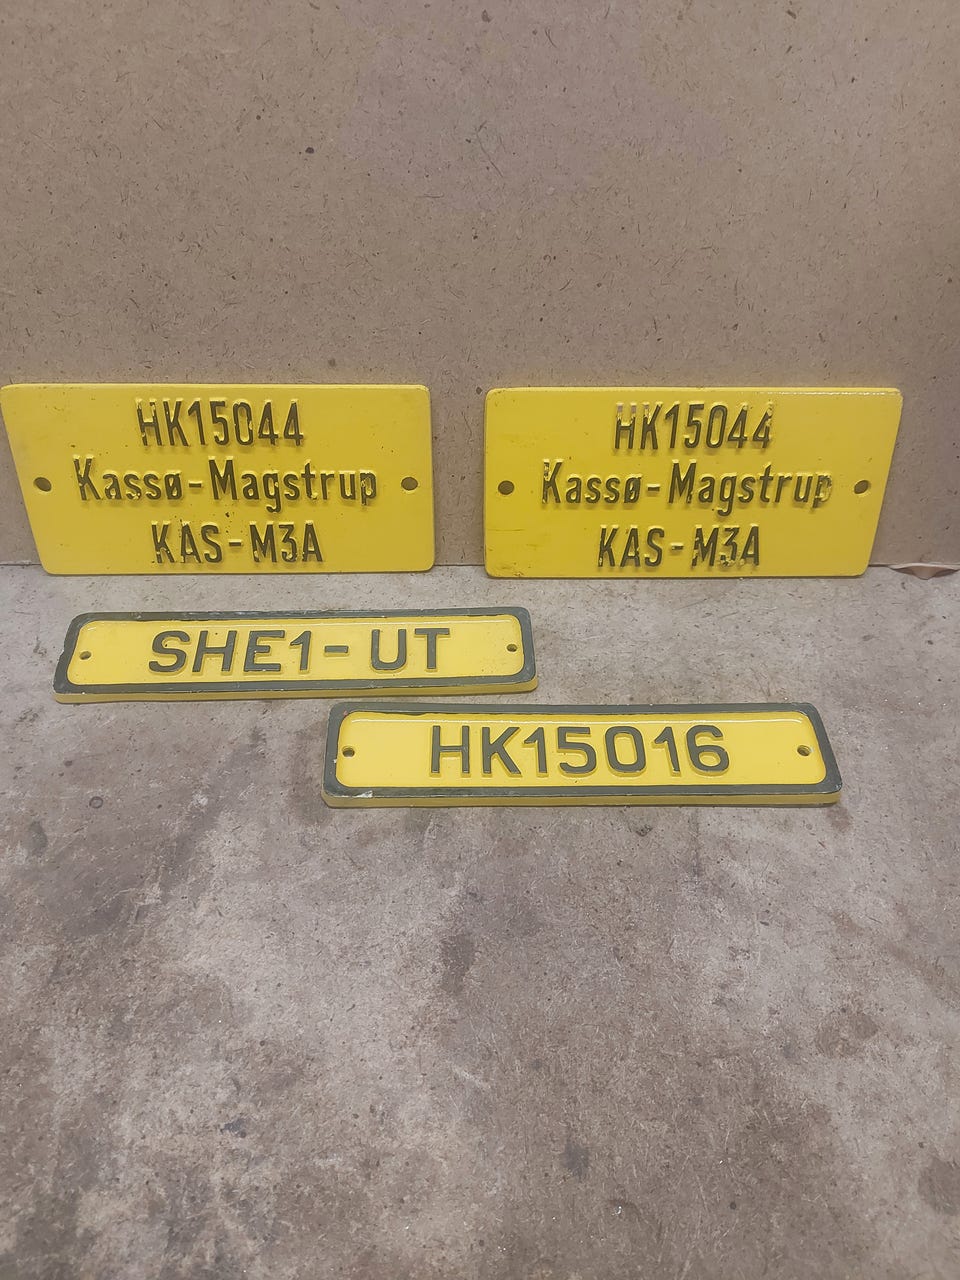 HK15044
Kassø-Magstrup
KAS-M3A
HK15044
Kassø-Magstrup
KAS-M3A
SHE1-UT
HK15016